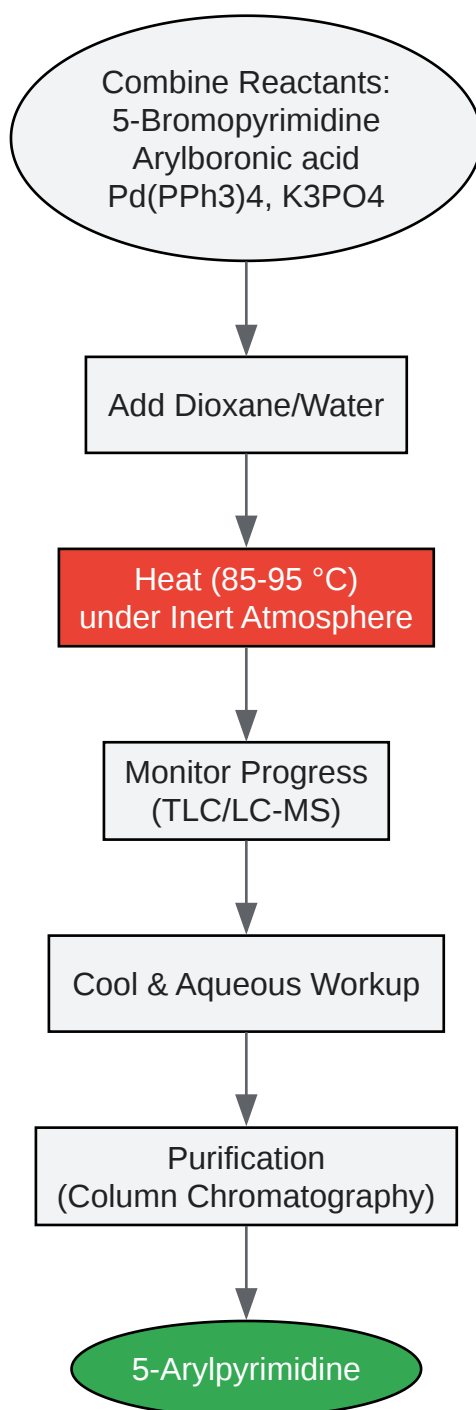 Combine Reactants:
5-Bromopyrimidine
Arylboronic acid
Pd(PPh3)4, K3PO4
Add Dioxane/Water
Heat (85-95 °C)
under Inert Atmosphere
Monitor Progress
(TLC/LC-MS)
Cool & Aqueous Workup
Purification
(Column Chromatography)
5-Arylpyrimidine